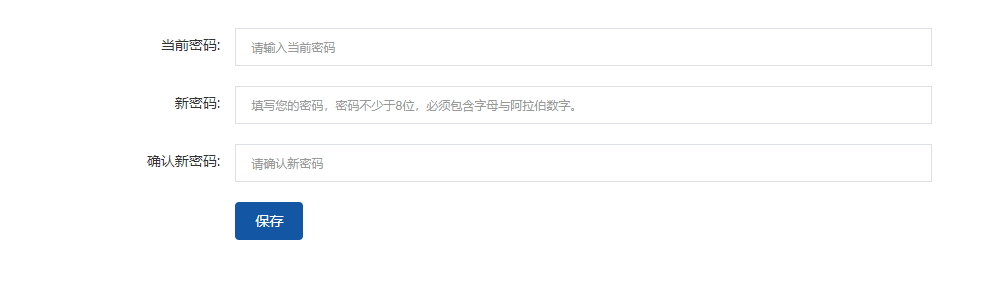 当前密码:
请输入当前密码
新密码:
填写您的密码，密码不少于8位，必须包含字母与阿拉伯数字。
确认新密码:
请确认新密码
保存